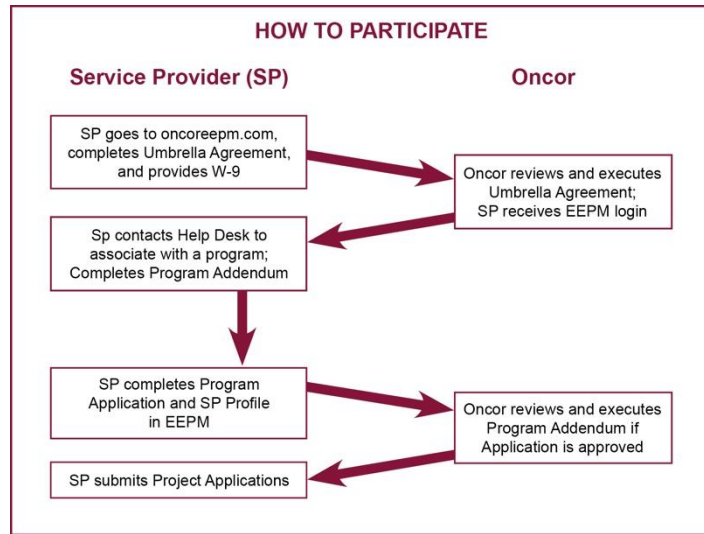 HOW TO PARTICIPATE
Service Provider (SP)
Oncor
SP goes to oncoreepm.com,
completes Umbrella Agreement,
and provides W-9
Oncor reviews and executes
Umbrella Agreement;
SP receives EEPM login
Sp contacts Help Desk to
associate with a program;
Completes Program Addendum
SP completes Program
Application and SP Profile
in EEPM
Oncor reviews and executes
Program Addendum if
Application is approved
SP submits Project Applications